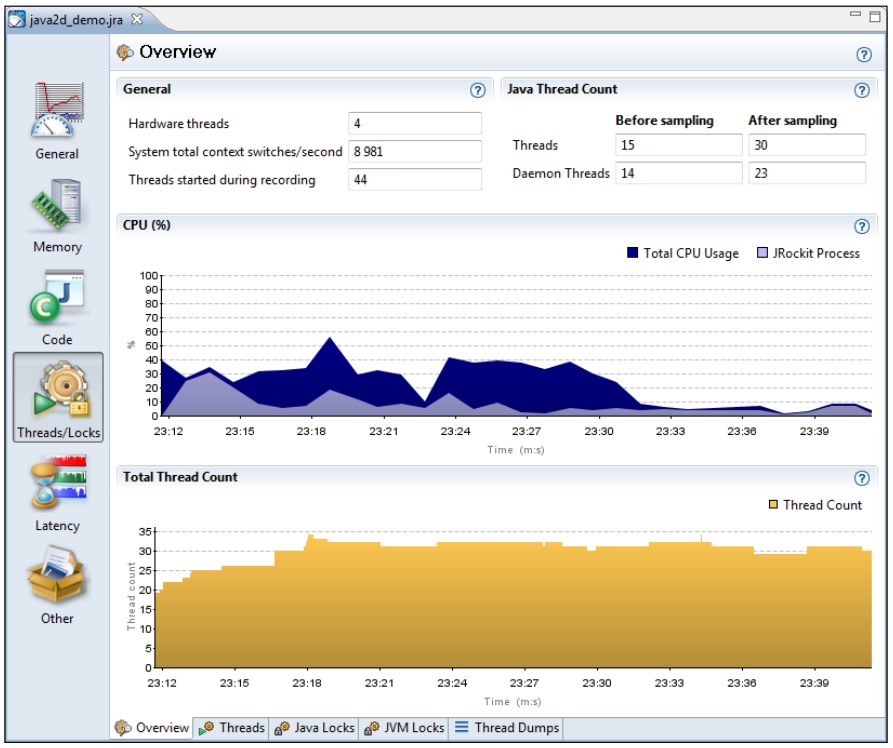 java2d_demo.jra
Overview
General
Hardware threads 4
System total context switches/second 8 981
Threads started during recording 44
Java Thread Count
Before sampling After sampling
Threads 15 30
Daemon Threads 14 23
General
Memory
Code
Threads/Locks
Latency
Other
CPU (%)
Total CPU Usage JRockit Process
100
90
80
70
60
50
40
30
20
10
0
%
23:12 23:15 23:18 23:21 23:24 23:27 23:30 23:33 23:36 23:39
Time (m:s)
Total Thread Count
Thread Count
35
30
25
20
15
10
5
0
Thread count
23:12 23:15 23:18 23:21 23:24 23:27 23:30 23:33 23:36 23:39
Time (m:s)
Overview Threads Java Locks JVM Locks Thread Dumps